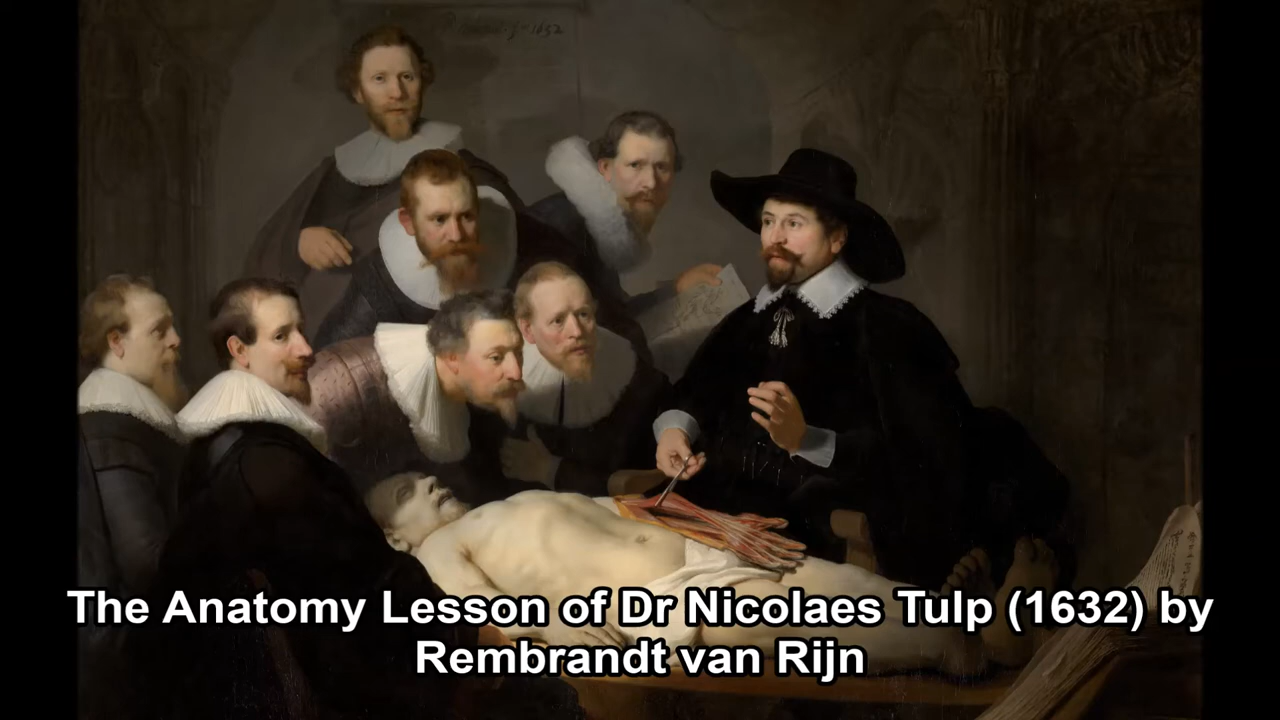 The Anatomy Lesson of Dr Nicolaes Tulp (1632) by
Rembrandt van Rijn